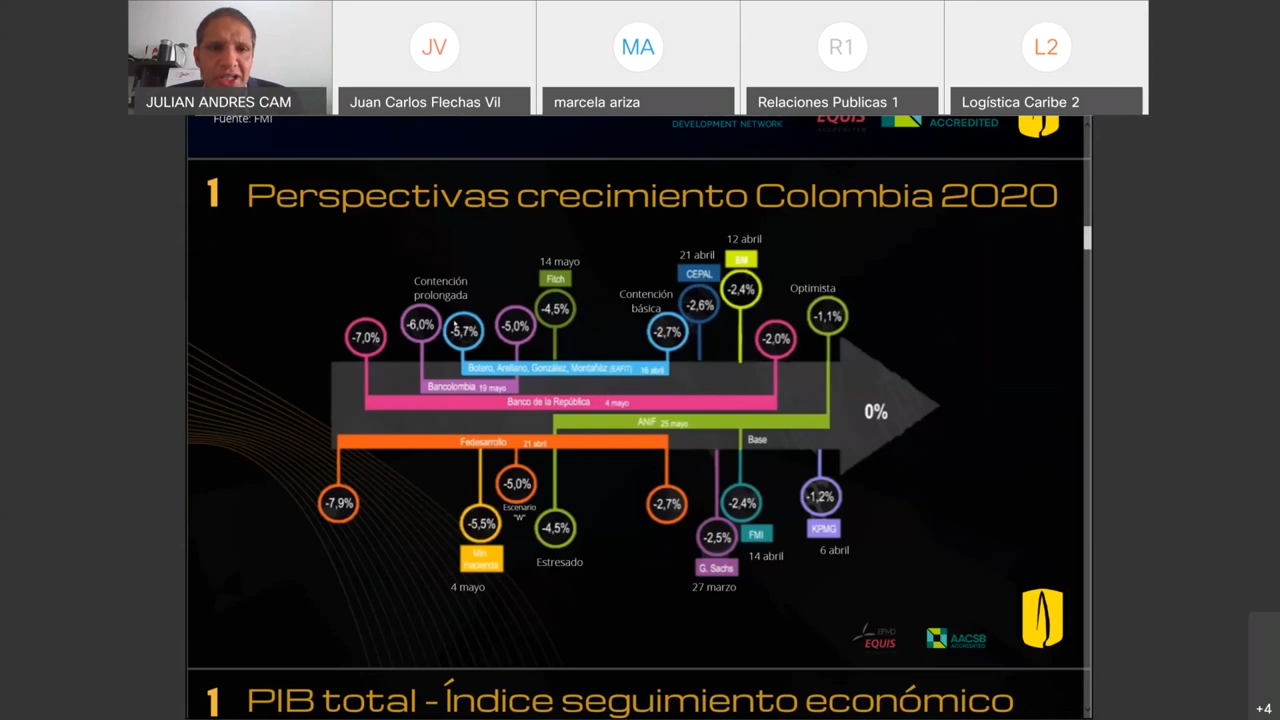 JV
MA
R1
L2
JULIAN ANDRES CAM
Juan Carlos Flechas Vil
marcela ariza
Relaciones Publicas 1
Logística Caribe 2
Fuente: FMI
DEVELOPMENT NETWORK
EQUIS
ACCREDITED
ACCREDITED
1 Perspectivas crecimiento Colombia 2020
12 abril
21 abril
BM
14 mayo
CEPAL
Fitch
Contención
prolongada
Contención
básica
Optimista
-7,0%
-6,0%
-5,7%
-5,0%
-4,5%
-2,7%
-2,6%
-2,4%
-2,0%
-1,1%
Botero, Arellano, González, Montañéz (EAFIT) 16 abril
Bancolombia 19 mayo
Banco de la República 4 mayo
0%
ANIF 25 mayo
Fedesarrollo 21 abril
Base
-7,9%
-5,5%
-5,0%
Escenario
"W"
-4,5%
-2,7%
-2,5%
-2,4%
-1,2%
Min
Hacienda
Estresado
G. Sachs
FMI
KPMG
4 mayo
27 marzo
14 abril
6 abril
EFMD
EQUIS
AACSB
ACCREDITED
1 PIB total - Índice seguimiento económico
+4